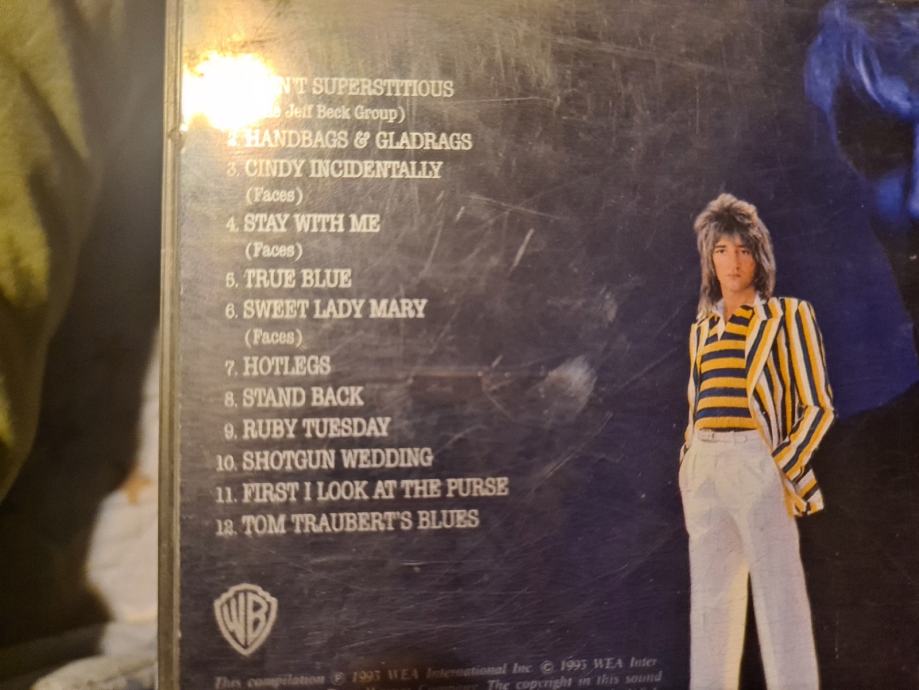 SUPERSTITIOUS
Jeff Beck Group)
HANDBAGS & GLADRAGS
3. CINDY INCIDENTALLY
(Faces)
4. STAY WITH ME
(Faces)
5. TRUE BLUE
6. SWEET LADY MARY
(Faces)
7. HOTLEGS
8. STAND BACK
9. RUBY TUESDAY
10. SHOTGUN WEDDING
11. FIRST I LOOK AT THE PURSE
12. TOM TRAUBERT'S BLUES
WB
This compilation ℗ 1993 WEA International Inc © 1993 WEA Inter
The copyright in this sound